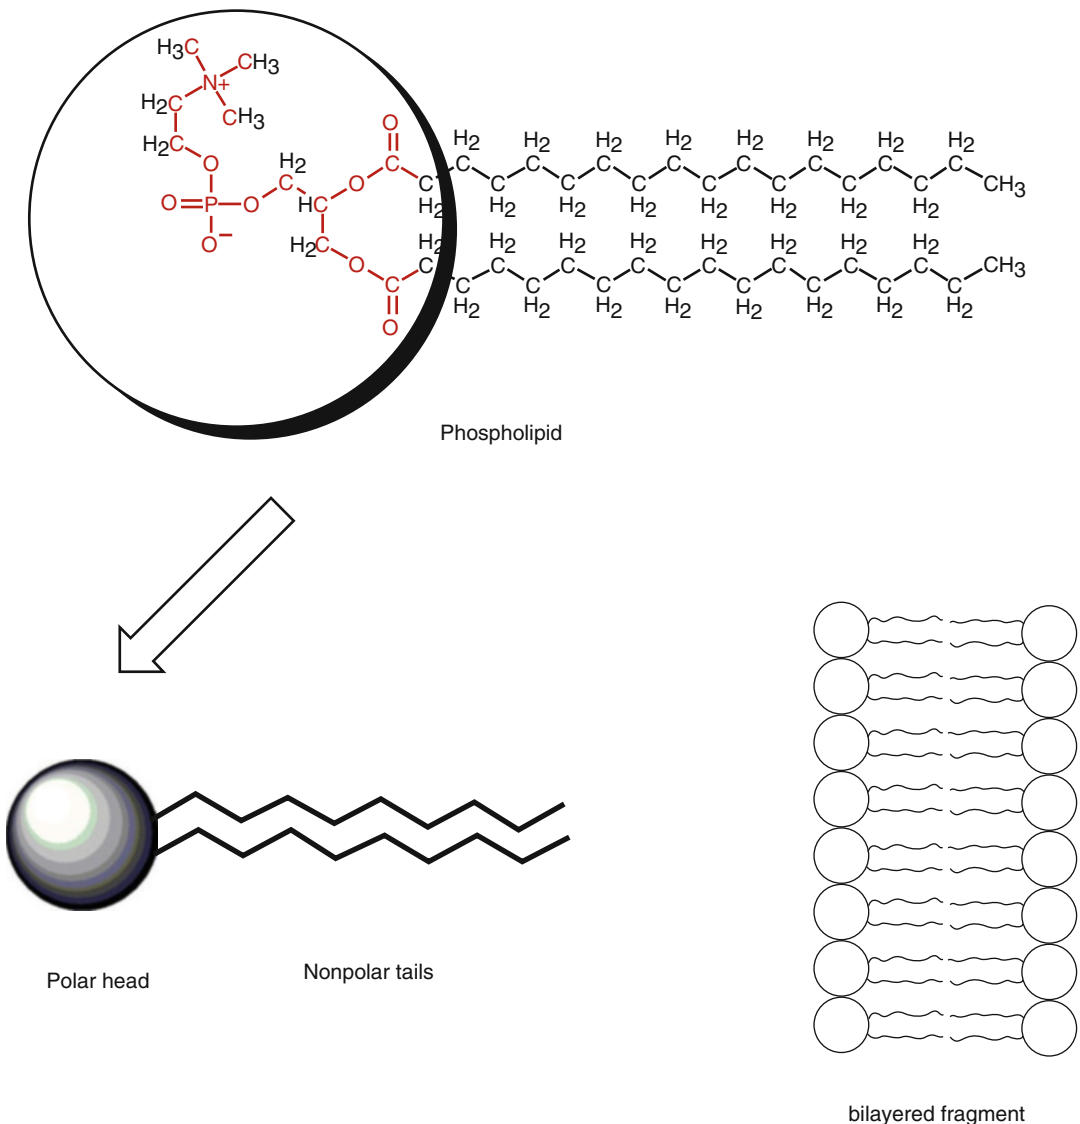 H3C
CH3
N+
H2C
CH3
H2C
O
O
H2
C
O
C
H2 H2 H2 H2 H2 H2 H2 H2
C C C C C C C C
O=P
O
HC
O
C C C C C C C C
CH3
H2 H2 H2 H2 H2 H2 H2 H2
O−
H2C
O
H2 H2 H2 H2 H2 H2 H2 H2
C C C C C C C C
CH3
C
C C C C C C C C
H2 H2 H2 H2 H2 H2 H2 H2
O
Phospholipid
Polar head
Nonpolar tails
bilayered fragment